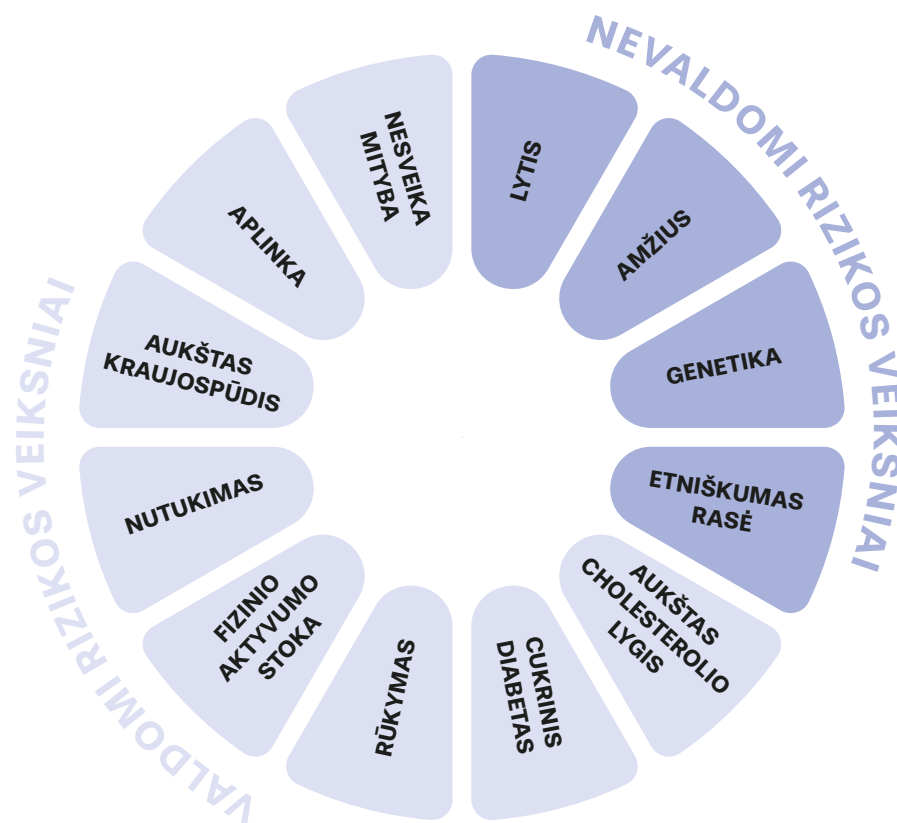 NEVALDOMI RIZIKOS VEIKSNIAI
LYTIS
AMŽIUS
GENETIKA
ETNIŠKUMAS
RASĖ
AUKŠTAS
CHOLESTEROLIO
LYGIS
CUKRINIS
DIABETAS
RŪKYMAS
FIZINIO
AKTYVUMO
STOKA
NUTUKIMAS
AUKŠTAS
KRAUJOSPŪDIS
APLINKA
NESVEIKA
MITYBA
VALDOMI RIZIKOS VEIKSNIAI